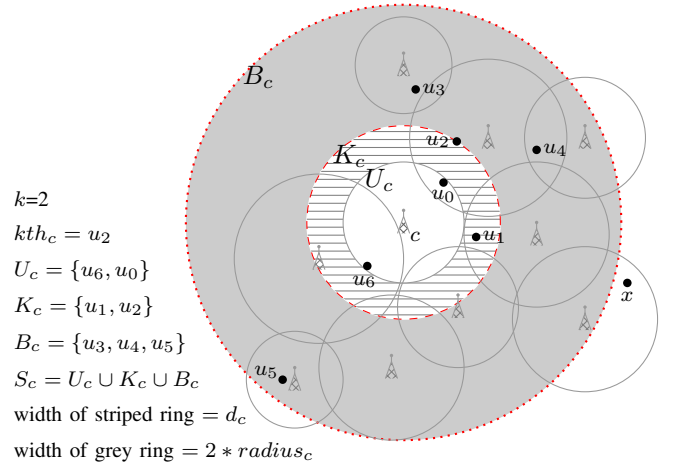 B_c
u_3
u_2
u_4
K_c
U_c
u_0
c
u_1
u_6
x
u_5
k=2
kth_c = u_2
U_c = {u_6, u_0}
K_c = {u_1, u_2}
B_c = {u_3, u_4, u_5}
S_c = U_c ∪ K_c ∪ B_c
width of striped ring = d_c
width of grey ring = 2 * radius_c